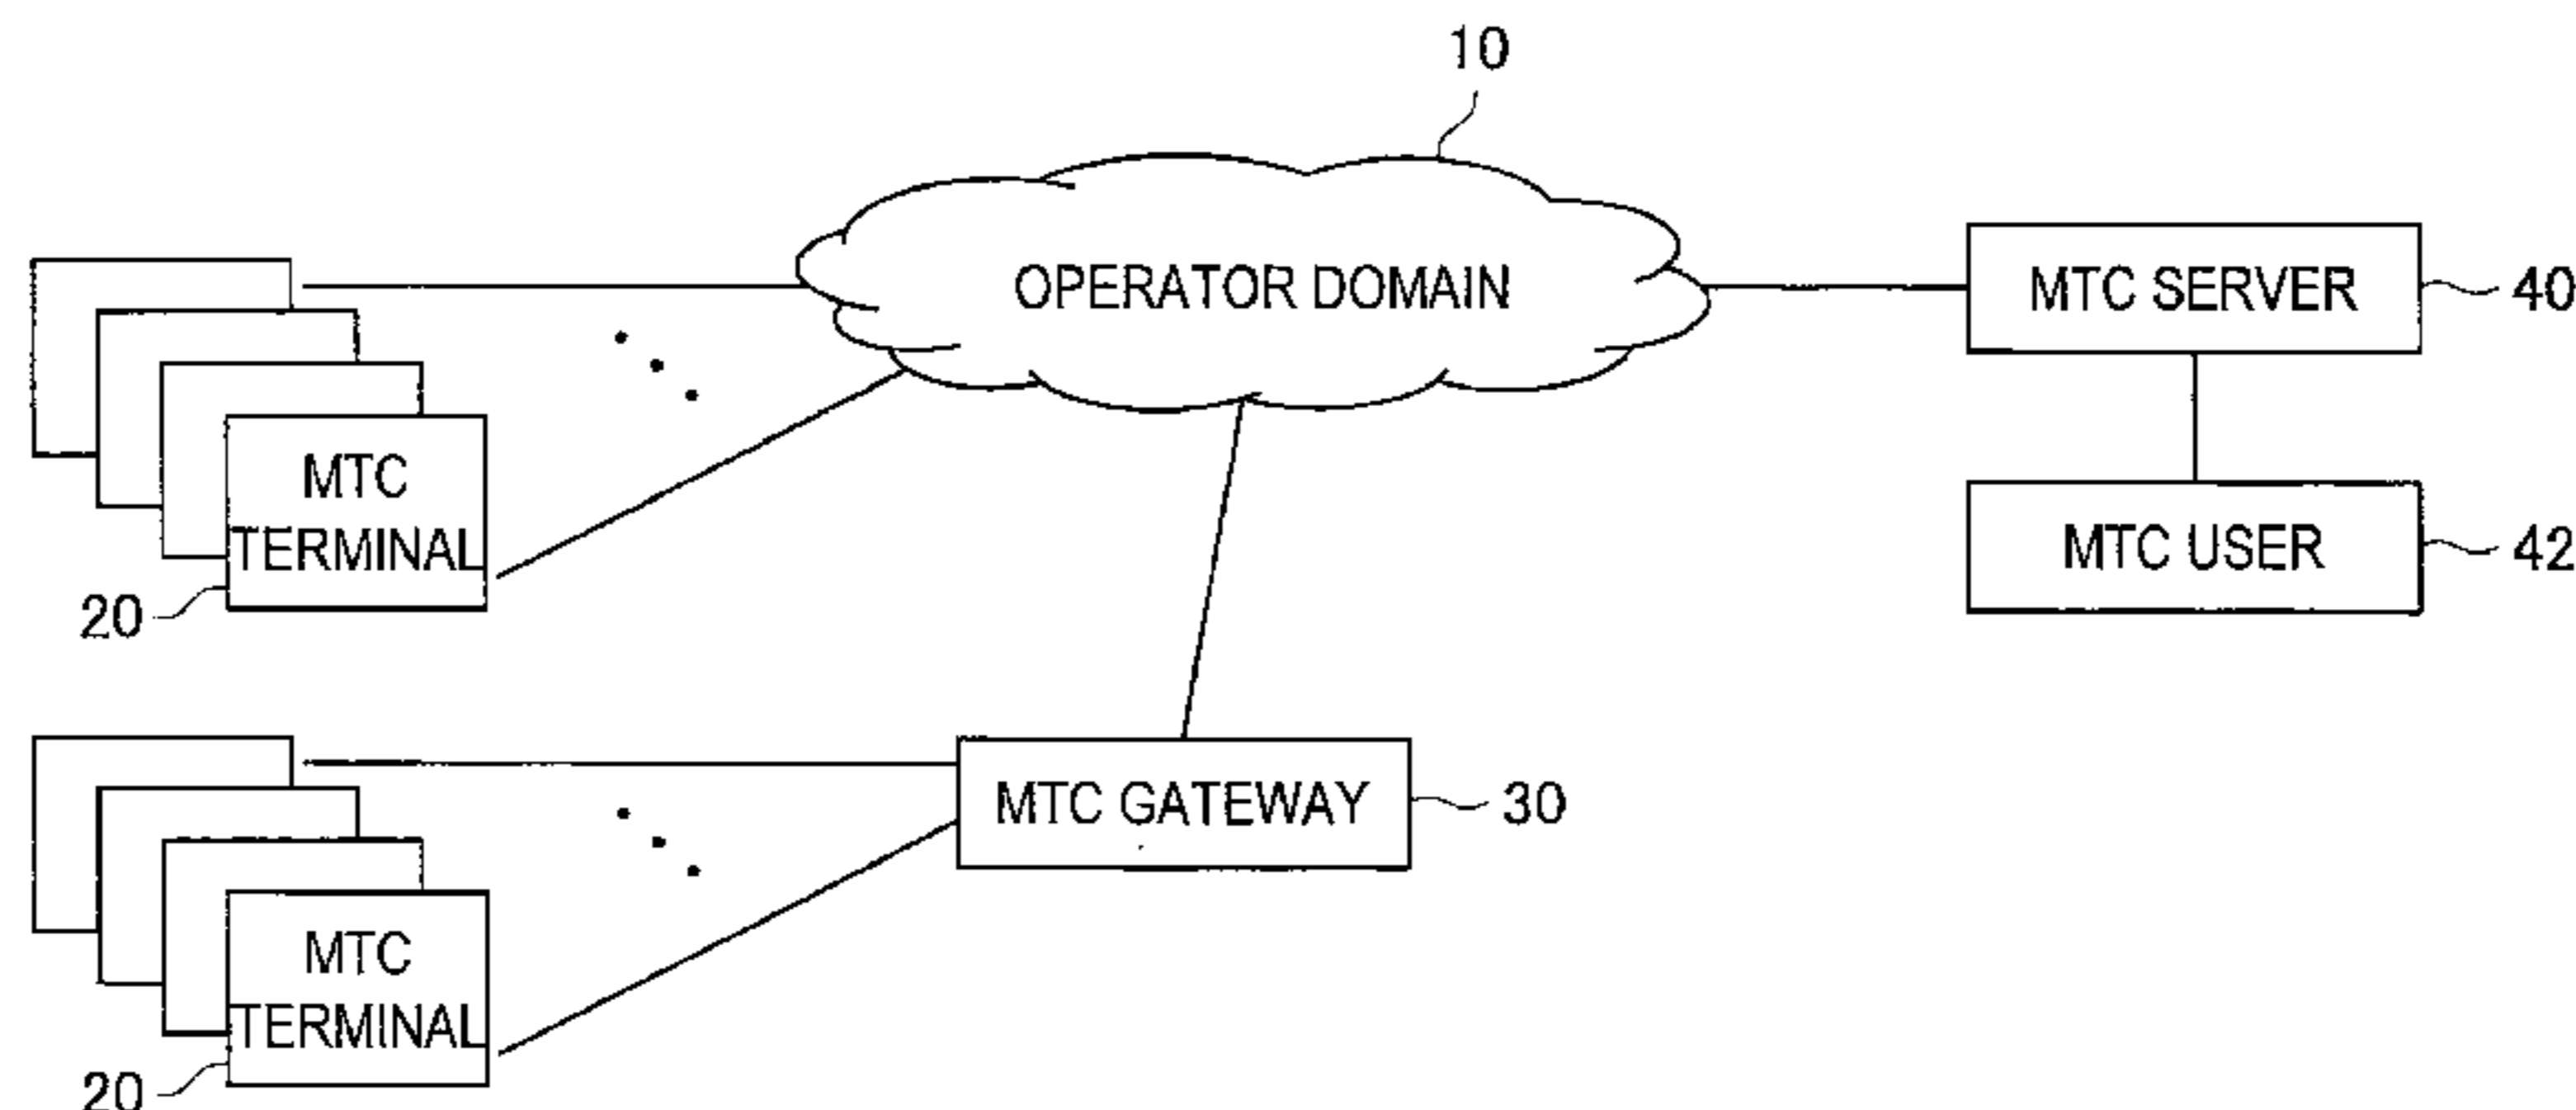 10
OPERATOR DOMAIN
MTC SERVER
40
MTC
TERMINAL
20
MTC USER
42
MTC GATEWAY
30
MTC
TERMINAL
20